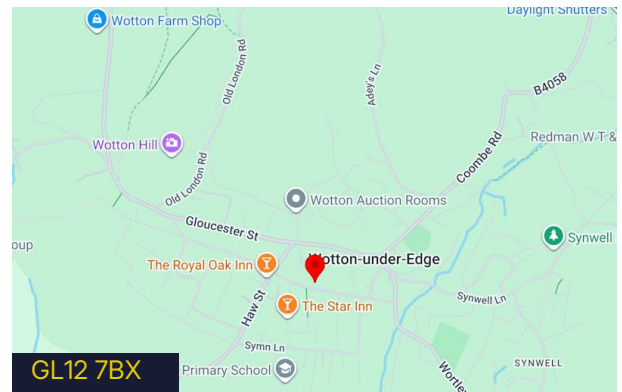 Daylight Shutters
Wotton Farm Shop
Old London Rd
Adey's Ln
B4058
Wotton Hill
Coombe Rd
Redman W T &
Old London Rd
Wotton Auction Rooms
Gloucester St
oup
Synwell
Wotton-under-Edge
The Royal Oak Inn
Haw St
The Star Inn
Synwell Ln
Symn Ln
Primary School
SYNWELL
Wortley
GL12 7BX